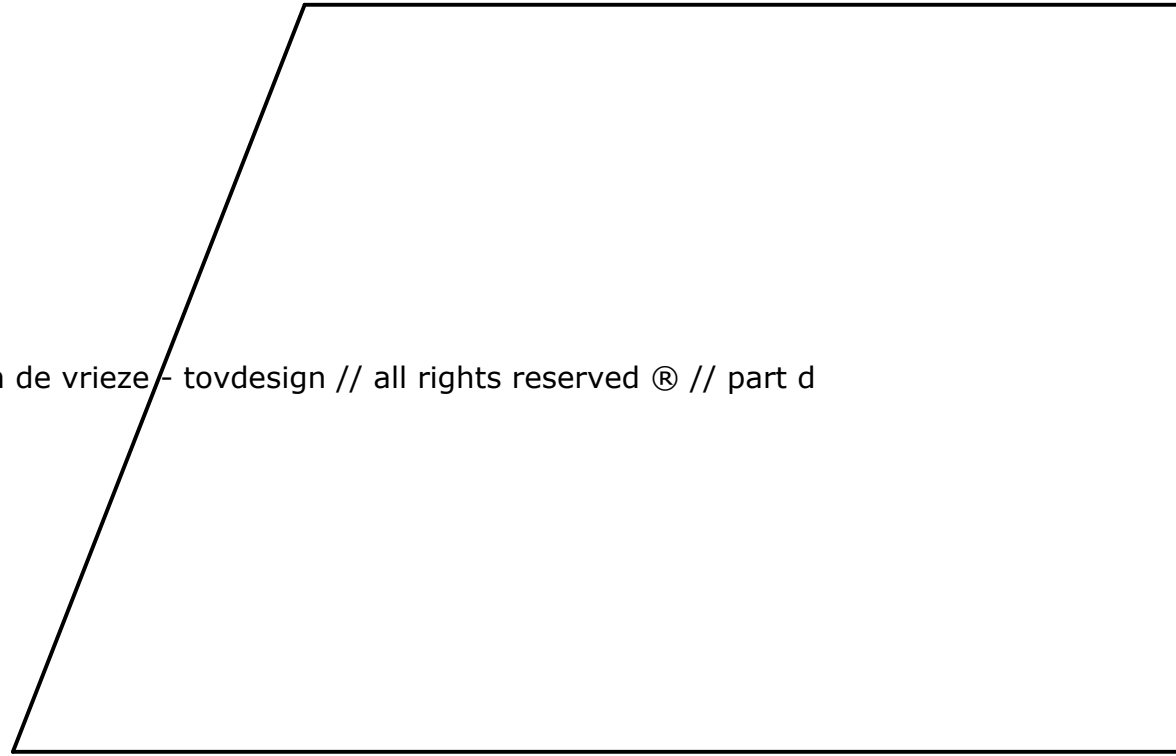 de vrieze - tovdesign // all rights reserved ® // part d